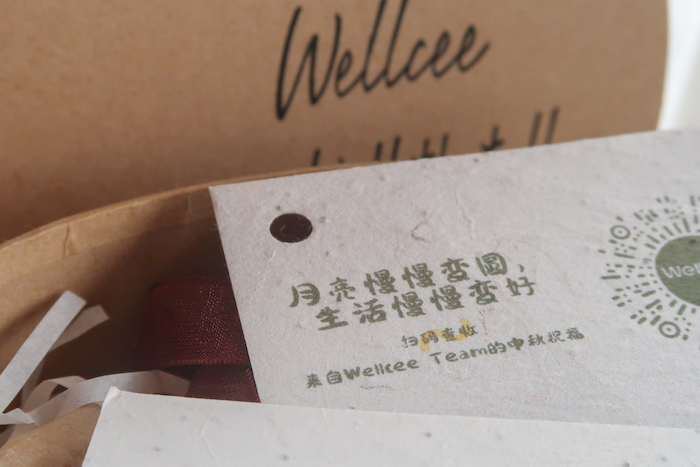 Wellcee
月亮慢慢变圆，
生活慢慢变好
扫码查收
来自Wellcee Team的中秋祝福
Well